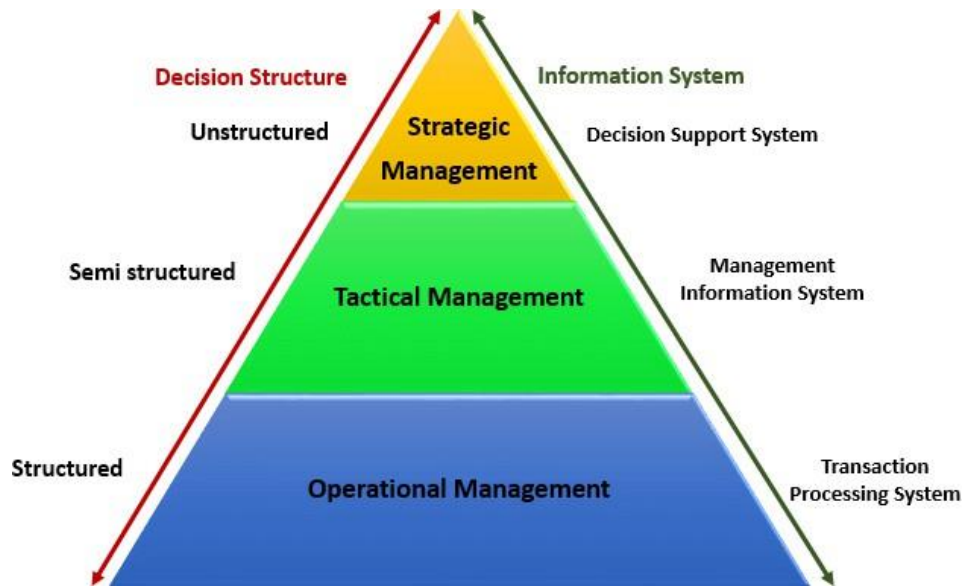 Decision Structure
Information System
Unstructured
Strategic
Management
Decision Support System
Semi structured
Tactical Management
Management
Information System
Structured
Operational Management
Transaction
Processing System